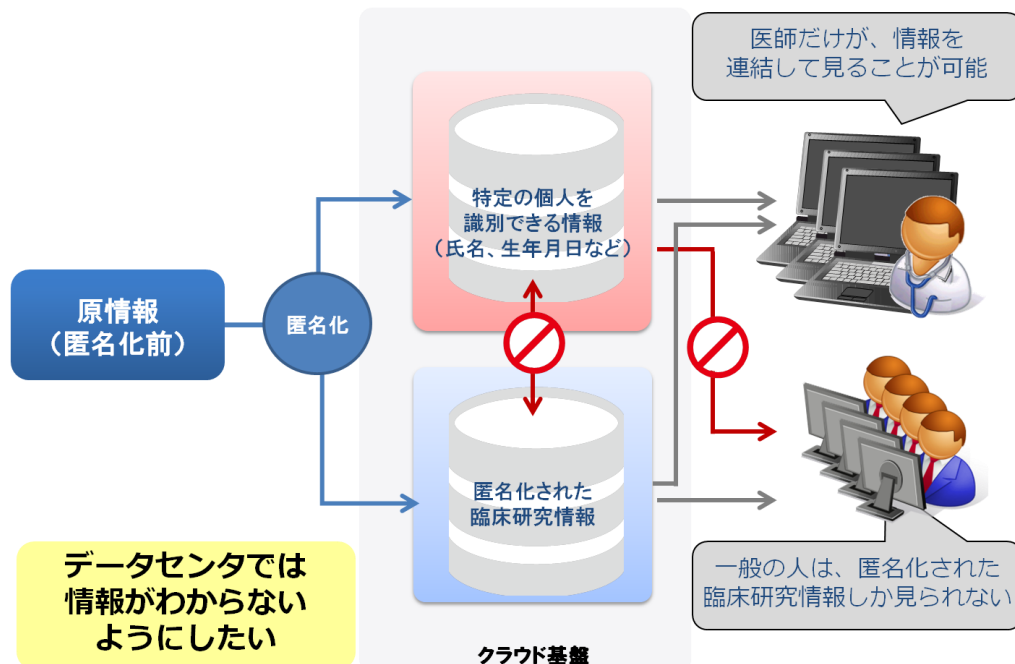 医師だけが、情報を
連結して見ることが可能
特定の個人を
識別できる情報
（氏名、生年月日など）
原情報
（匿名化前）
匿名化
匿名化された
臨床研究情報
データセンタでは
情報がわからない
ようにしたい
一般の人は、匿名化された
臨床研究情報しか見られない
クラウド基盤